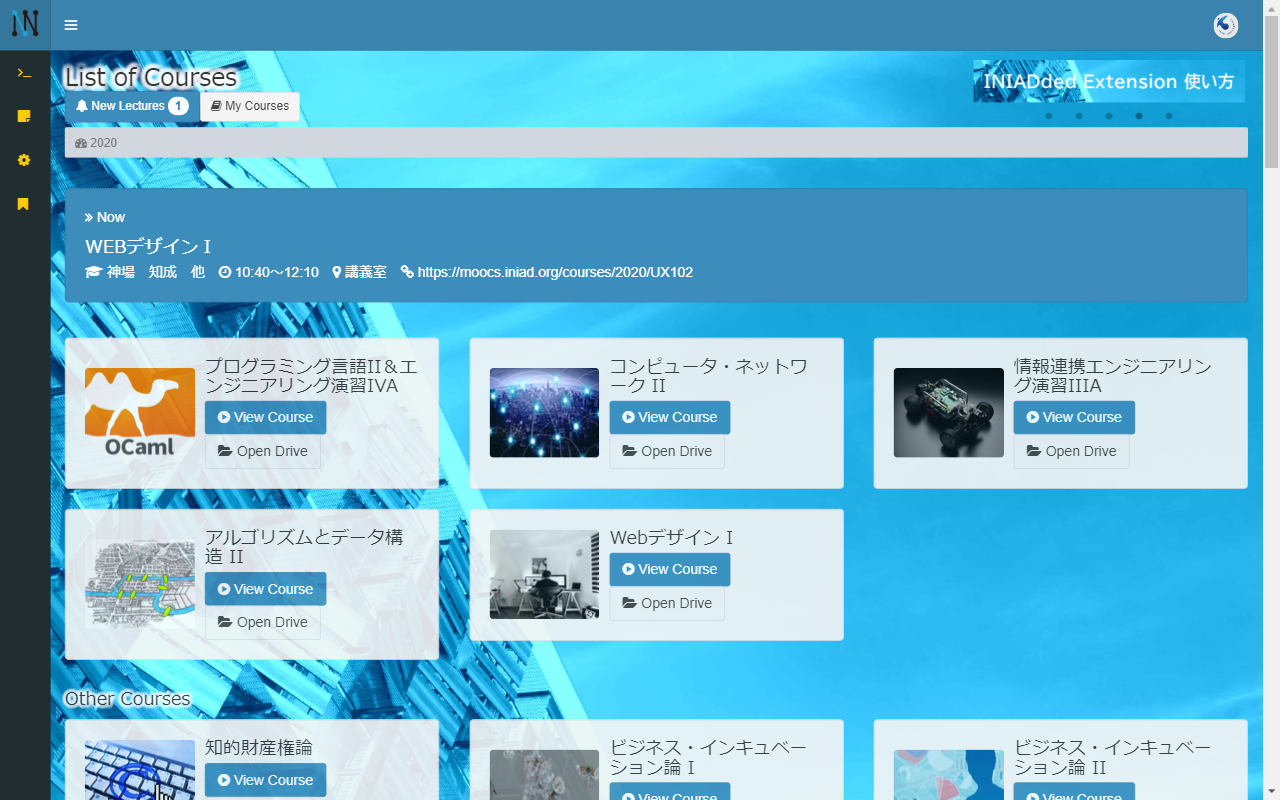 List of Courses
INIADded Extension 使い方
New Lectures 1 My Courses
2020
Now
WEBデザイン I
神場 知成 他 10:40～12:10 講義室 https://moocs.iniad.org/courses/2020/UX102
プログラミング言語II＆エ
ンジニアリング演習IVA
View Course
Open Drive
OCaml
コンピュータ・ネットワ
ーク II
View Course
Open Drive
情報連携エンジニアリン
グ演習IIIA
View Course
Open Drive
アルゴリズムとデータ構
造 II
View Course
Open Drive
Webデザイン I
View Course
Open Drive
Other Courses
知的財産権論
View Course
ビジネス・インキュベー
ション論 I
View Course
ビジネス・インキュベー
ション論 II
View Course